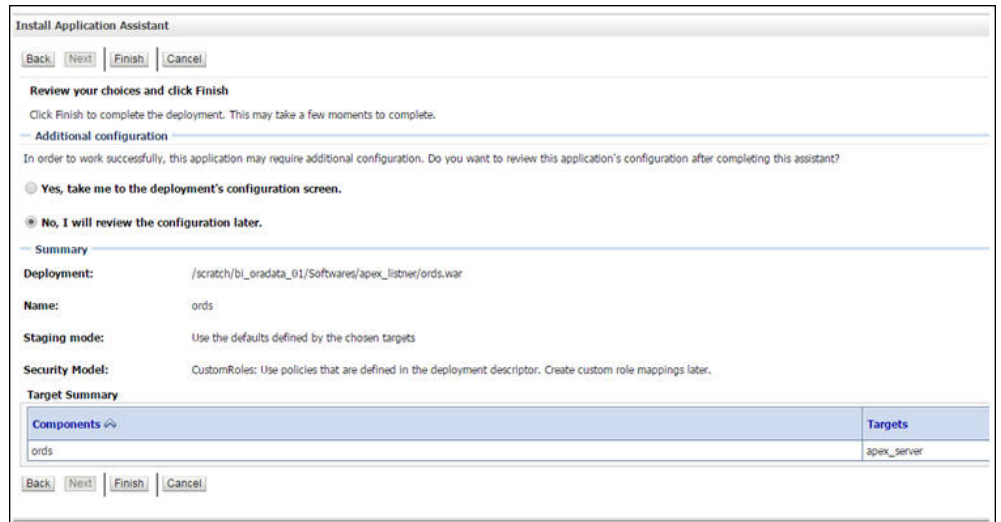 Install Application Assistant
Back Next Finish Cancel
Review your choices and click Finish
Click Finish to complete the deployment. This may take a few moments to complete.
Additional configuration
In order to work successfully, this application may require additional configuration. Do you want to review this application's configuration after completing this assistant?
Yes, take me to the deployment's configuration screen.
No, I will review the configuration later.
Summary
Deployment: /scratch/bi_oradata_01/Softwares/apex_listner/ords.war
Name: ords
Staging mode: Use the defaults defined by the chosen targets
Security Model: CustomRoles: Use policies that are defined in the deployment descriptor. Create custom role mappings later.
Target Summary
Components Targets
ords apex_server
Back Next Finish Cancel